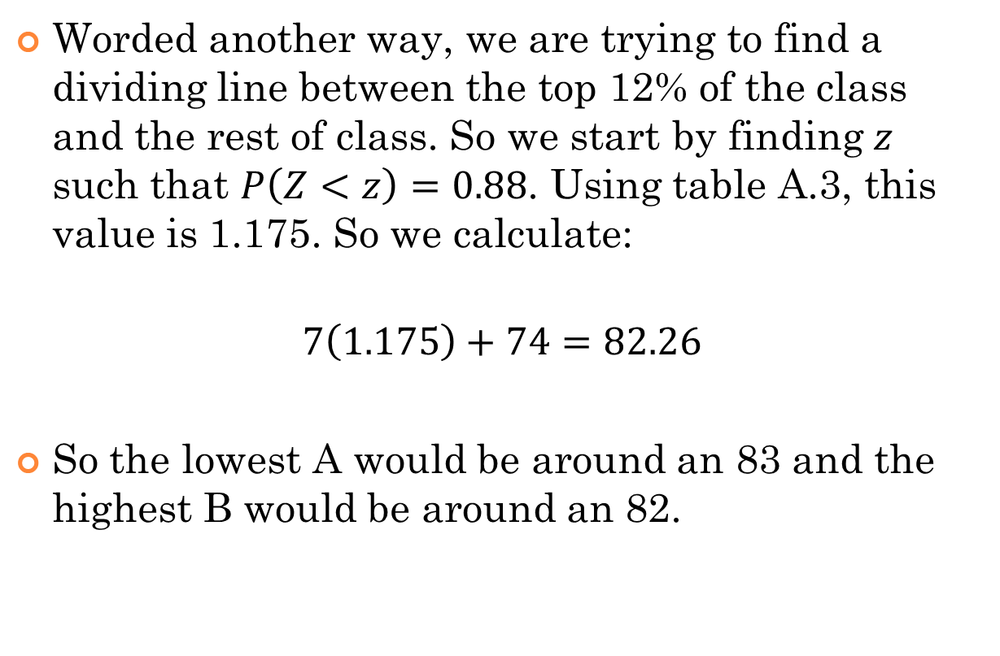 Worded another way, we are trying to find a
dividing line between the top 12% of the class
and the rest of class. So we start by finding z
such that P(Z < z) = 0.88. Using table A.3, this
value is 1.175. So we calculate:
7(1.175) + 74 = 82.26
So the lowest A would be around an 83 and the
highest B would be around an 82.